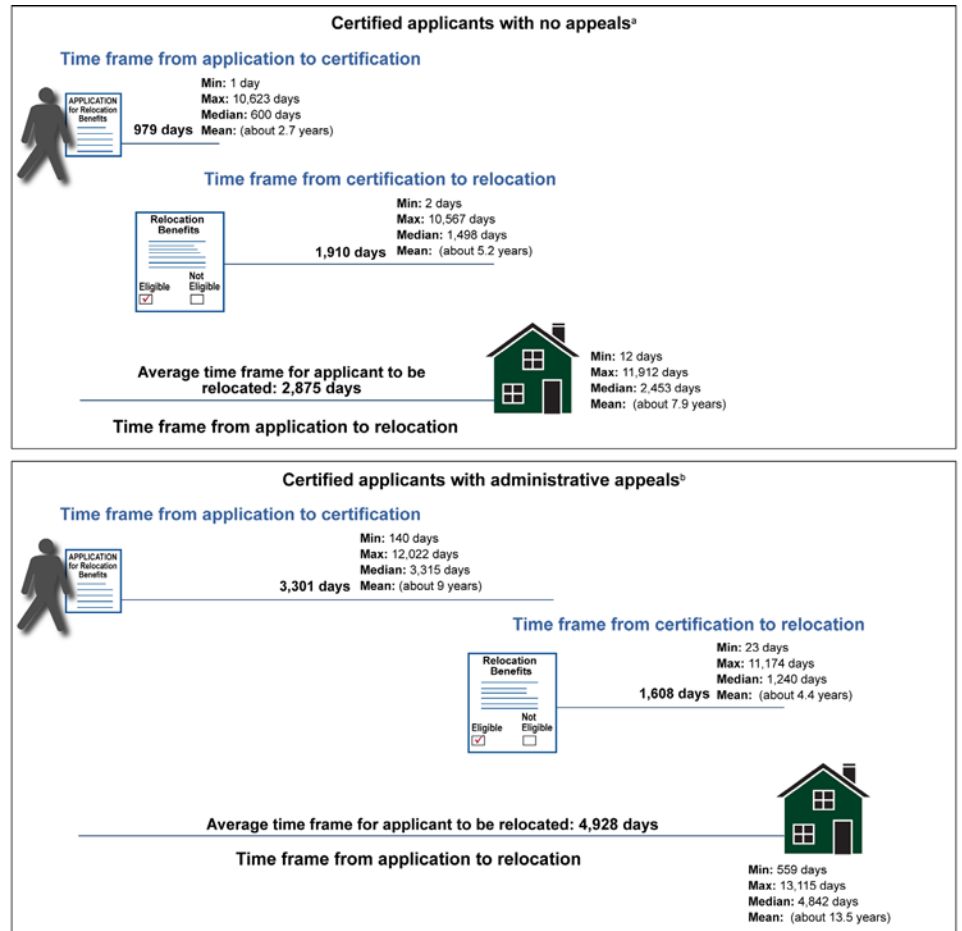 Certified applicants with no appealsᵃ
Time frame from application to certification
APPLICATION
for Relocation
Benefits
979 days
Min: 1 day
Max: 10,623 days
Median: 600 days
Mean: (about 2.7 years)
Time frame from certification to relocation
Relocation
Benefits
Eligible
Not
Eligible
1,910 days
Min: 2 days
Max: 10,567 days
Median: 1,498 days
Mean: (about 5.2 years)
Average time frame for applicant to be
relocated: 2,875 days
Time frame from application to relocation
Min: 12 days
Max: 11,912 days
Median: 2,453 days
Mean: (about 7.9 years)
Certified applicants with administrative appealsᵇ
Time frame from application to certification
APPLICATION
for Relocation
Benefits
3,301 days
Min: 140 days
Max: 12,022 days
Median: 3,315 days
Mean: (about 9 years)
Time frame from certification to relocation
Relocation
Benefits
Eligible
Not
Eligible
1,608 days
Min: 23 days
Max: 11,174 days
Median: 1,240 days
Mean: (about 4.4 years)
Average time frame for applicant to be relocated: 4,928 days
Time frame from application to relocation
Min: 559 days
Max: 13,115 days
Median: 4,842 days
Mean: (about 13.5 years)